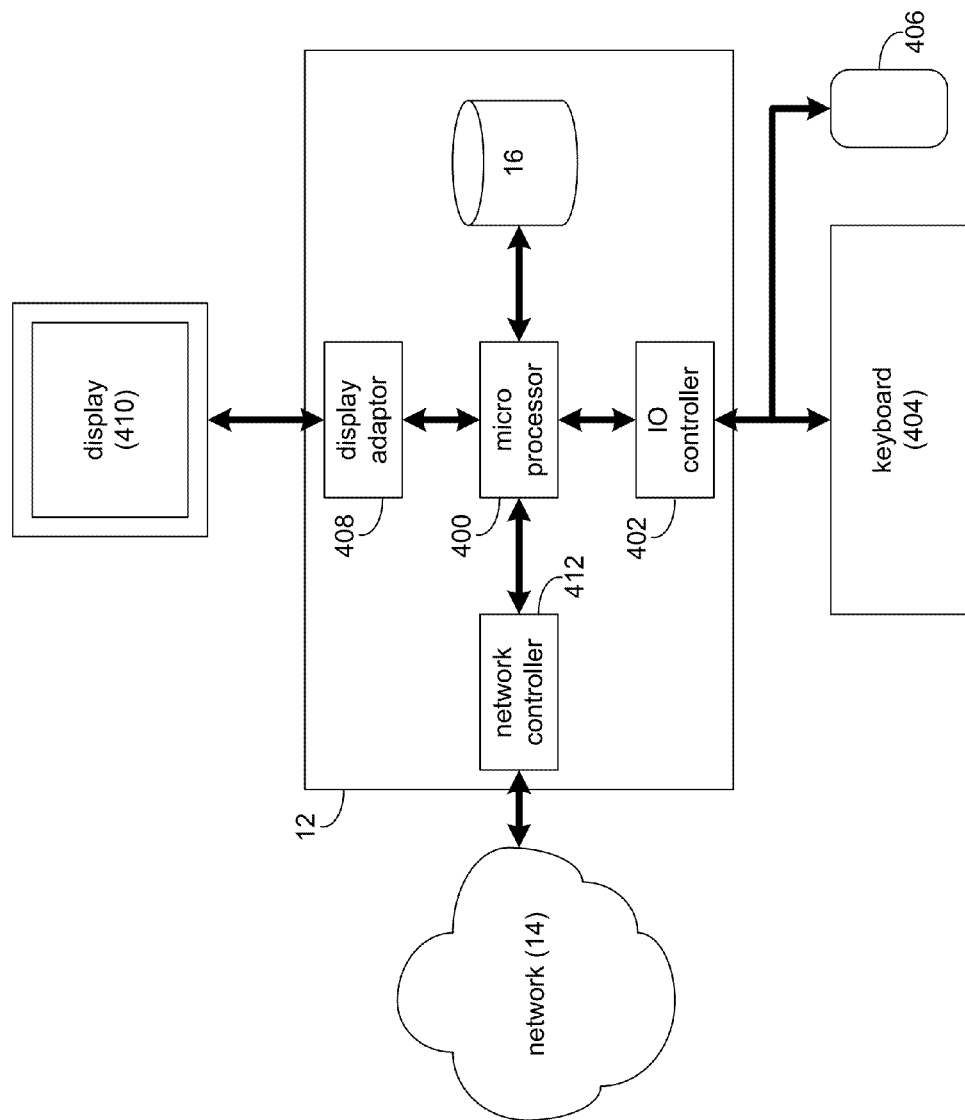 display
(410)
12
408
display
adaptor
network (14)
network
controller
412
400
micro
processor
16
402
IO
controller
keyboard
(404)
406